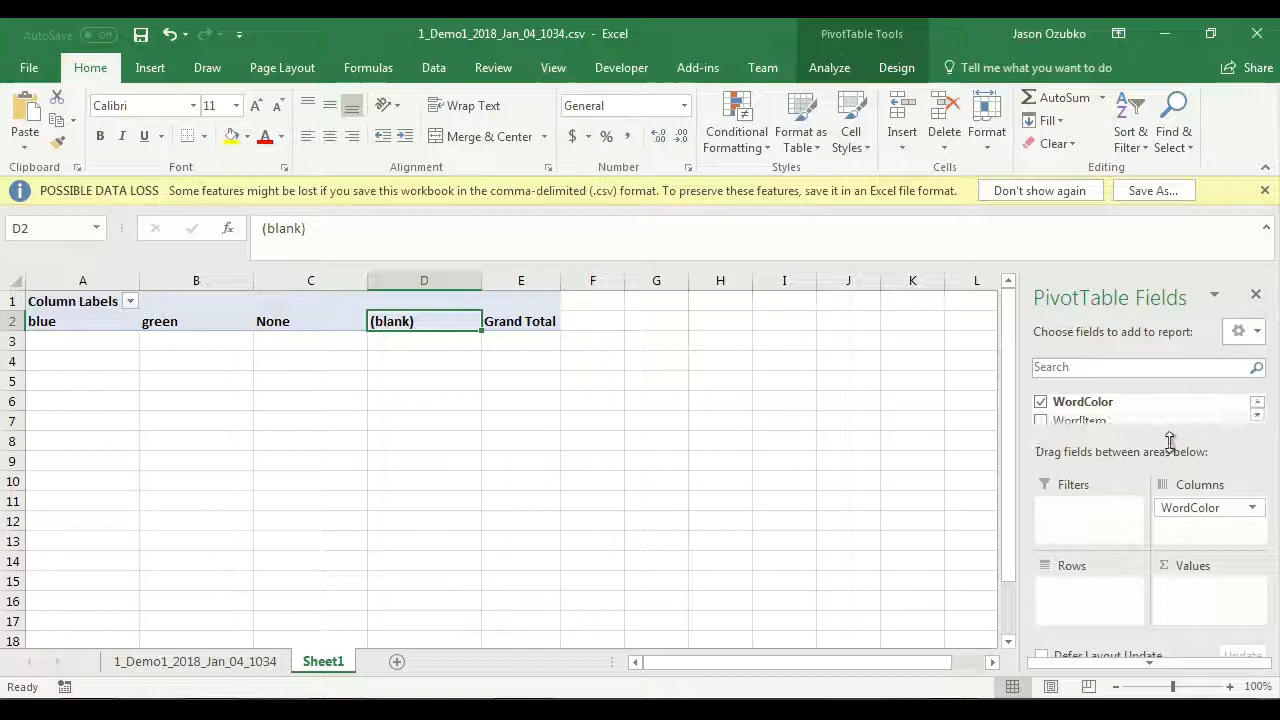 AutoSave Off 1_Demo1_2018_Jan_04_1034.csv - Excel PivotTable Tools Jason Ozubko
File Home Insert Draw Page Layout Formulas Data Review View Developer Add-ins Team Analyze Design Tell me what you want to do Share
Paste Calibri 11 A A Wrap Text General Conditional Formatting Format as Table Cell Styles Insert Delete Format AutoSum Sort & Filter Find & Select
B I U A Merge & Center $ % , Fill
Clear
Clipboard Font Alignment Number Styles Cells Editing
POSSIBLE DATA LOSS Some features might be lost if you save this workbook in the comma-delimited (.csv) format. To preserve these features, save it in an Excel file format. Don't show again Save As...
D2 fx (blank)
A B C D E F G H I J K L
1 Column Labels
2 blue green None (blank) Grand Total
3
4
5
6
7
8
9
10
11
12
13
14
15
16
17
18
PivotTable Fields
Choose fields to add to report:
Search
WordColor
WordItem
Drag fields between areas below:
Filters Columns
WordColor
Rows Values
Defer Layout Update Update
1_Demo1_2018_Jan_04_1034 Sheet1
Ready 100%